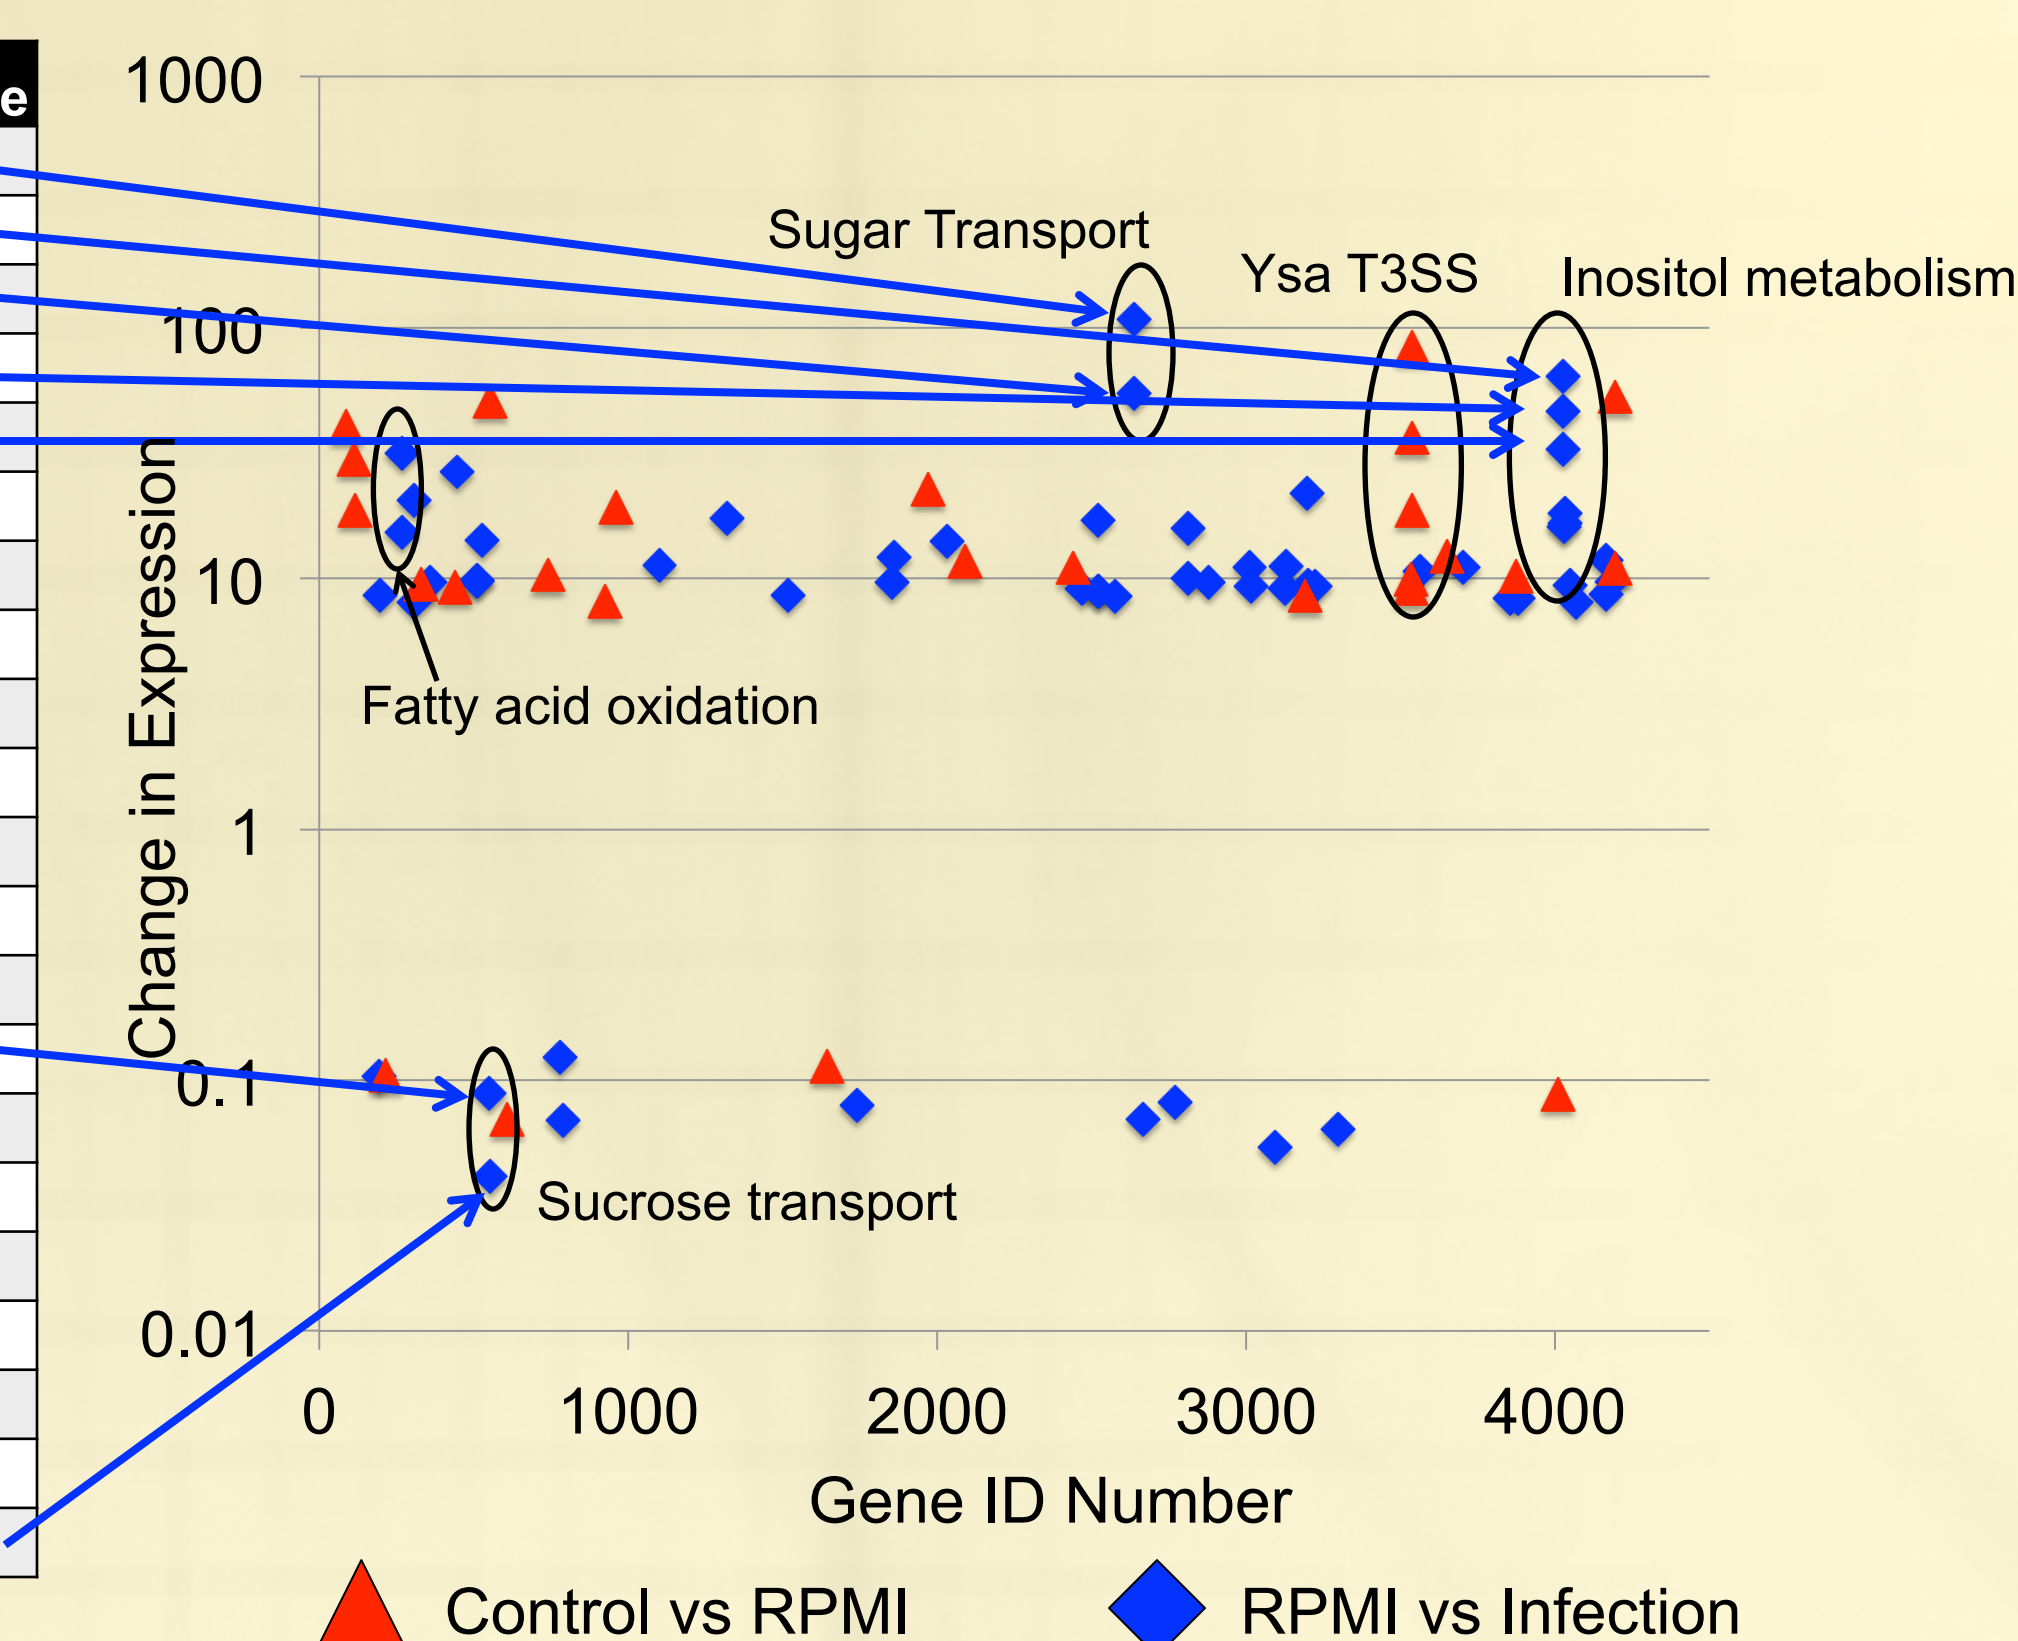 e
1000
Sugar Transport
Ysa T3SS
Inositol metabolism
100
10
Fatty acid oxidation
Change in Expression
1
0.1
Sucrose transport
0.01
0 1000 2000 3000 4000
Gene ID Number
Control vs RPMI RPMI vs Infection